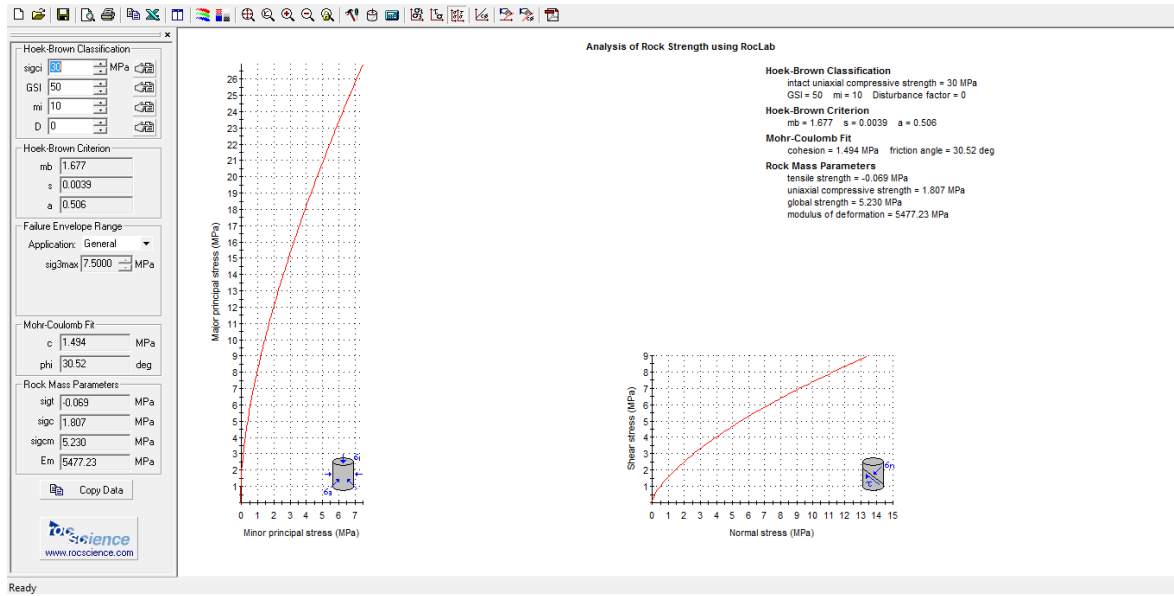 Hoek-Brown Classification
sigci 30 MPa
GSI 50
mi 10
D 0
Hoek-Brown Criterion
mb 1.677
s 0.0039
a 0.506
Failure Envelope Range
Application: General
sig3max 7.5000 MPa
Mohr-Coulomb Fit
c 1.494 MPa
phi 30.52 deg
Rock Mass Parameters
sigt -0.069 MPa
sigc 1.807 MPa
sigcm 5.230 MPa
Em 5477.23 MPa
Copy Data
rocscience
www.rocscience.com
Ready
Analysis of Rock Strength using RocLab
Hoek-Brown Classification
intact uniaxial compressive strength = 30 MPa
GSI = 50 mi = 10 Disturbance factor = 0
Hoek-Brown Criterion
mb = 1.677 s = 0.0039 a = 0.506
Mohr-Coulomb Fit
cohesion = 1.494 MPa friction angle = 30.52 deg
Rock Mass Parameters
tensile strength = -0.069 MPa
uniaxial compressive strength = 1.807 MPa
global strength = 5.230 MPa
modulus of deformation = 5477.23 MPa
Major principal stress (MPa)
26
25
24
23
22
21
20
19
18
17
16
15
14
13
12
11
10
9
8
7
6
5
4
3
2
1
0 1 2 3 4 5 6 7
Minor principal stress (MPa)
Shear stress (MPa)
9
8
7
6
5
4
3
2
1
0 1 2 3 4 5 6 7 8 9 10 11 12 13 14 15
Normal stress (MPa)